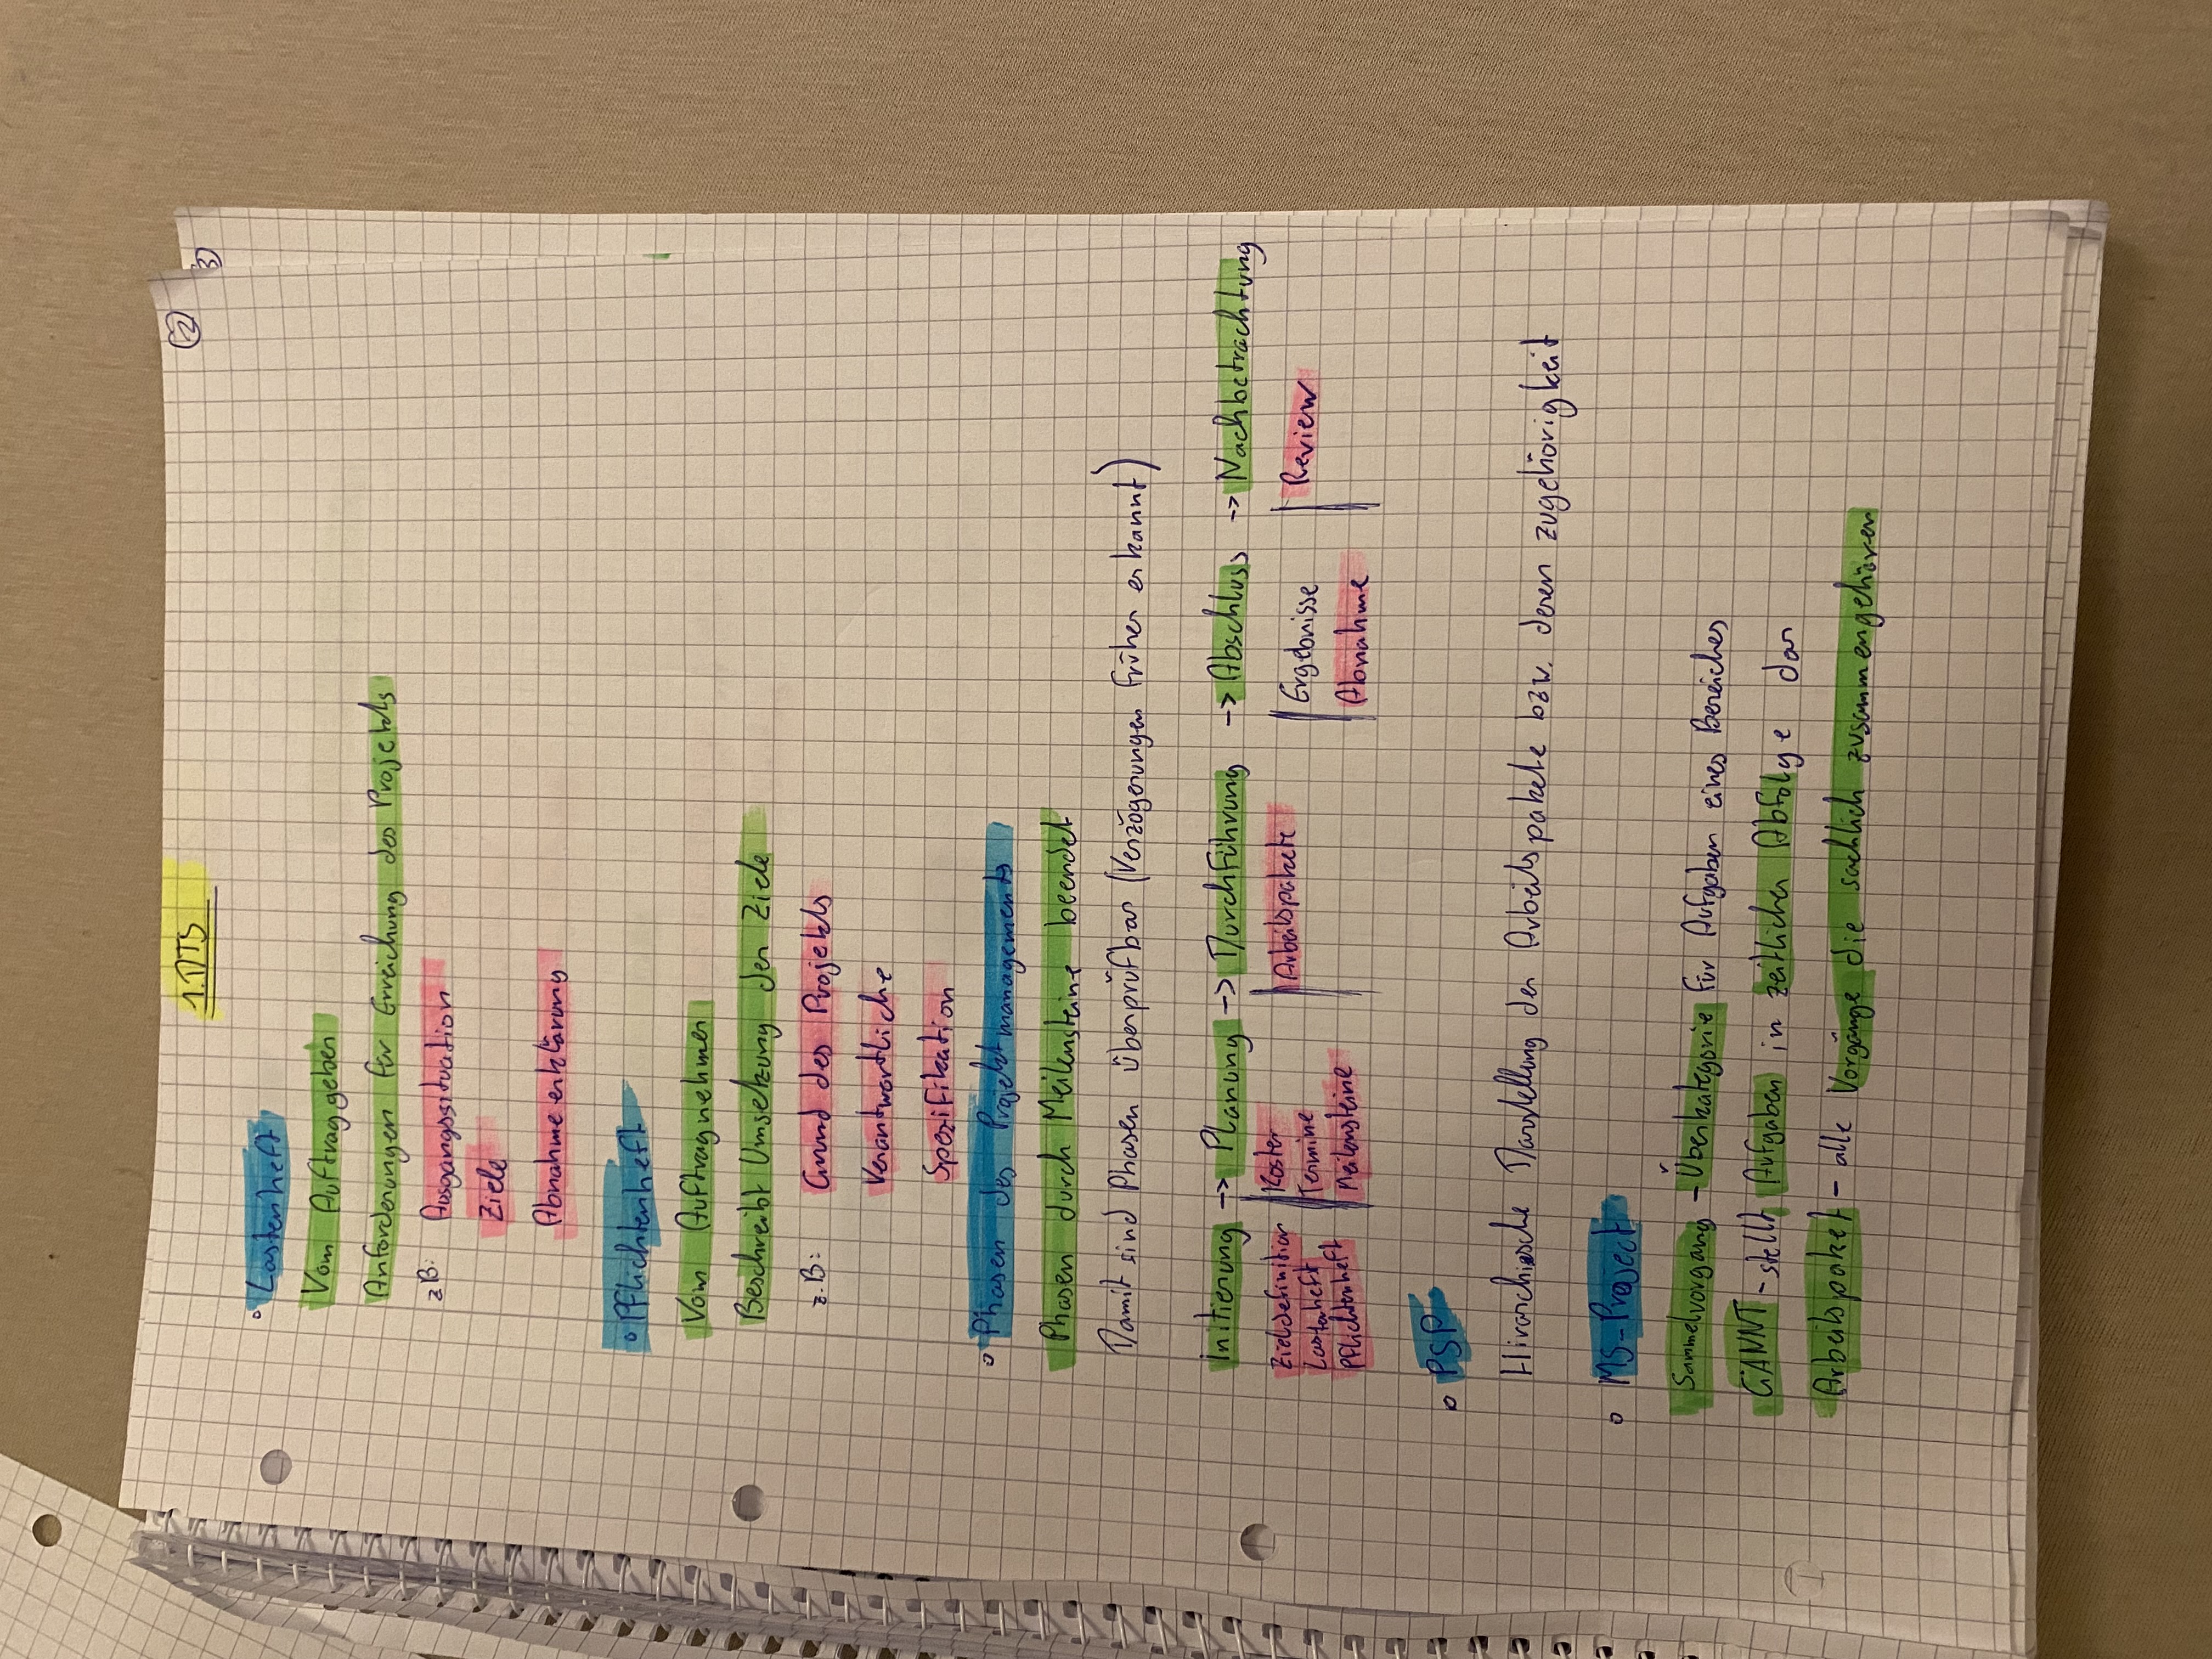 1. DTS
2
3
° Lastenheft
Vom Auftraggeber
Anforderungen für Erreichung des Projekts
z B: Ausgangssituation
Ziele
Abnahmeerklärung
° Pflichtenheft
Vom Auftragnehmer
Beschreibt Umsetzung der Ziele
z.B: Grund des Projekts
Verantwortliche
Spezifikation
° Phasen des Projektmanagements
Phasen durch Meilensteine beendet
Damit sind Phasen überprüfbar (Verzögerungen früher erkannt)
Initierung -> Planung -> Durchführung -> Abschluss -> Nachbetrachtung
Zieldefinition Kosten Arbeitspakete Ergebnisse Review
Lastenheft Termine Abnahme
Pflichtenheft Meilensteine
° PSP
Hirarchische Darstellung der Arbeitspakete bzw. deren zugehörigkeit
° MS-Project
Sammelvorgang - Überkategorie für Aufgaben eines Bereiches
GANNT - stellt Aufgaben in zeitlicher Abfolge dar
Arbeitspaket - alle Vorgänge die sachlich zusammengehören